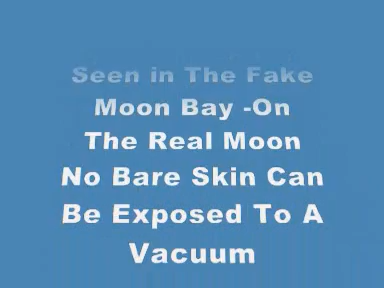 Seen in The Fake
Moon Bay -On
The Real Moon
No Bare Skin Can
Be Exposed To A
Vacuum